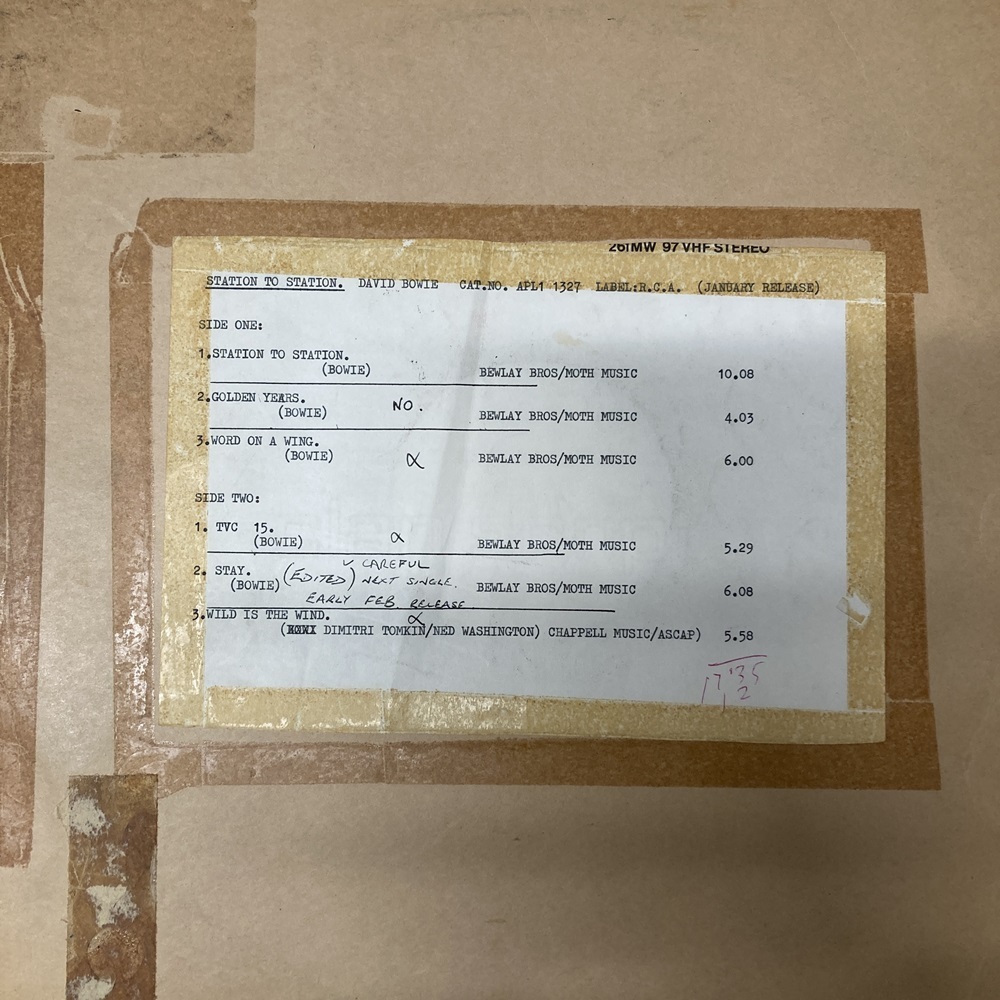 261MW 97 VHF STEREO
STATION TO STATION. DAVID BOWIE CAT.NO. APL1 1327 LABEL:R.C.A. (JANUARY RELEASE)
SIDE ONE:
1.STATION TO STATION.
(BOWIE) BEWLAY BROS/MOTH MUSIC 10.08
2.GOLDEN YEARS.
(BOWIE) NO. BEWLAY BROS/MOTH MUSIC 4.03
3.WORD ON A WING.
(BOWIE) α BEWLAY BROS/MOTH MUSIC 6.00
SIDE TWO:
1. TVC 15.
(BOWIE) α BEWLAY BROS/MOTH MUSIC 5.29
2. STAY. (EDITED) √ CAREFUL
(BOWIE) NEXT SINGLE. BEWLAY BROS/MOTH MUSIC 6.08
EARLY FEB. RELEASE
3.WILD IS THE WIND. α
( DIMITRI TOMKIN/NED WASHINGTON) CHAPPELL MUSIC/ASCAP) 5.58